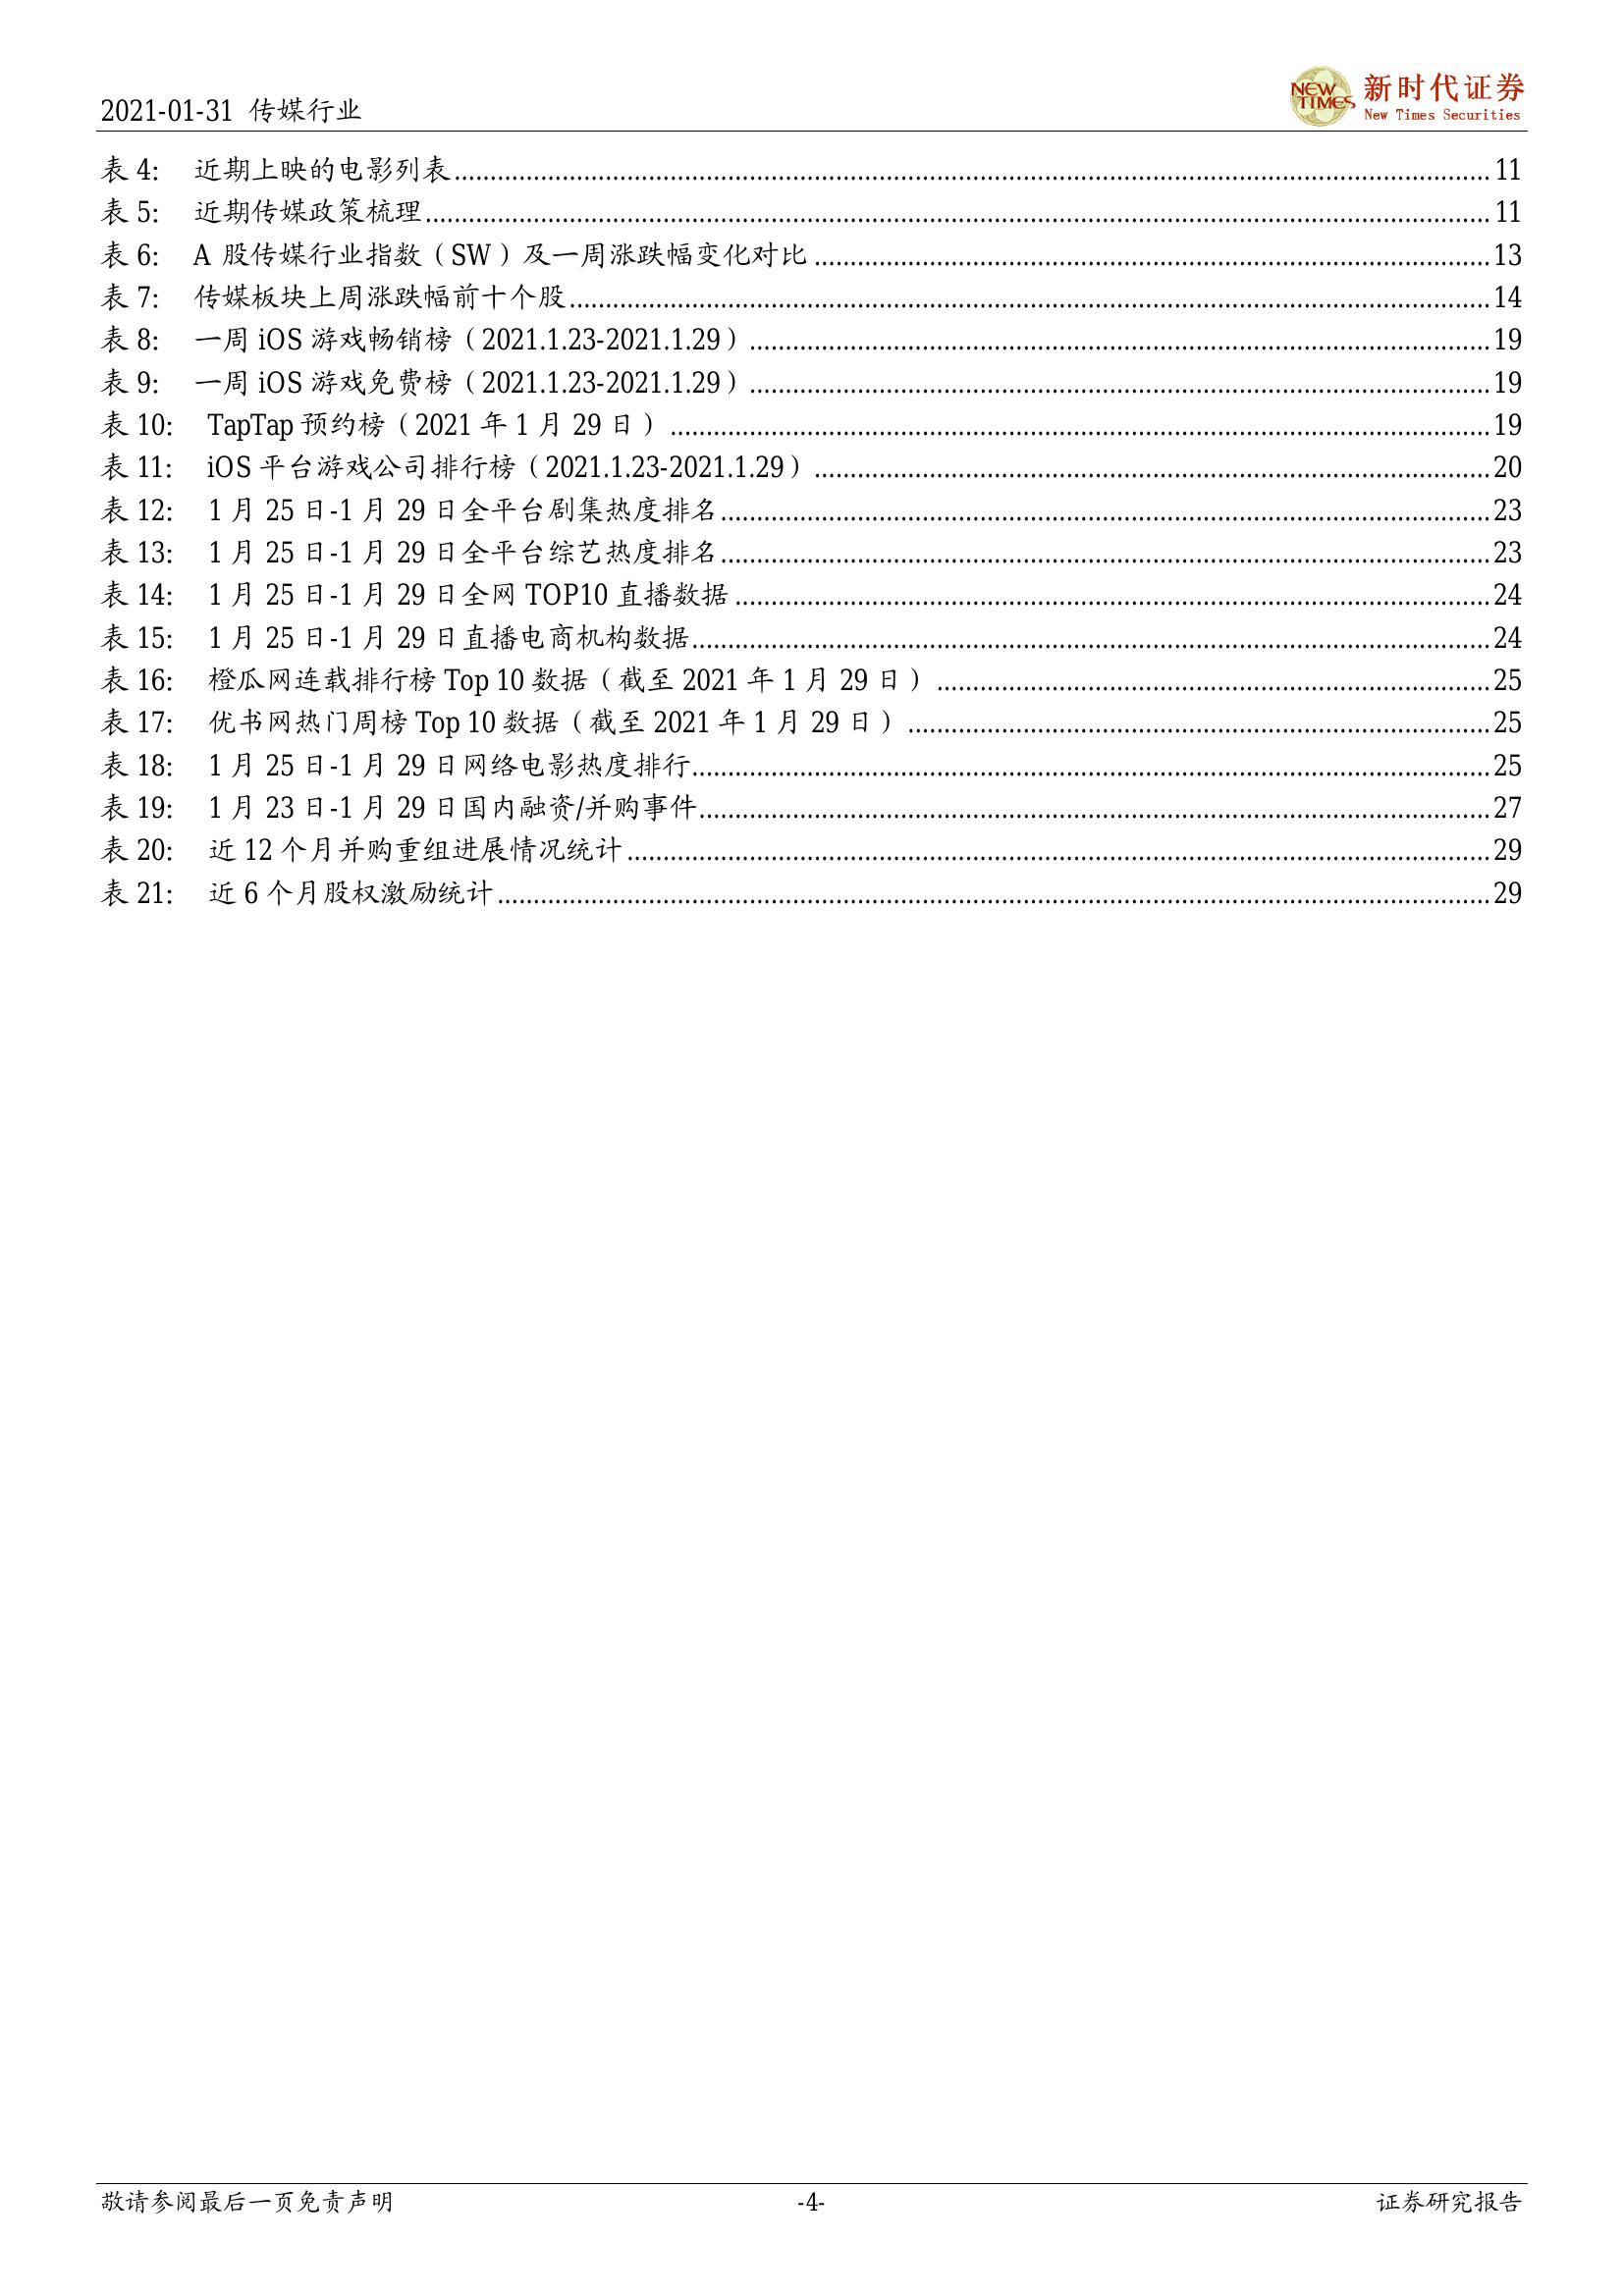 2021-01-31 传媒行业
NEW TIMES
新时代证券
New Times Securities
表 4: 近期上映的电影列表 11
表 5: 近期传媒政策梳理 11
表 6: A 股传媒行业指数（SW）及一周涨跌幅变化对比 13
表 7: 传媒板块上周涨跌幅前十个股 14
表 8: 一周 iOS 游戏畅销榜（2021.1.23-2021.1.29） 19
表 9: 一周 iOS 游戏免费榜（2021.1.23-2021.1.29） 19
表 10: TapTap 预约榜（2021 年 1 月 29 日） 19
表 11: iOS 平台游戏公司排行榜（2021.1.23-2021.1.29） 20
表 12: 1 月 25 日-1 月 29 日全平台剧集热度排名 23
表 13: 1 月 25 日-1 月 29 日全平台综艺热度排名 23
表 14: 1 月 25 日-1 月 29 日全网 TOP10 直播数据 24
表 15: 1 月 25 日-1 月 29 日直播电商机构数据 24
表 16: 橙瓜网连载排行榜 Top 10 数据（截至 2021 年 1 月 29 日） 25
表 17: 优书网热门周榜 Top 10 数据（截至 2021 年 1 月 29 日） 25
表 18: 1 月 25 日-1 月 29 日网络电影热度排行 25
表 19: 1 月 23 日-1 月 29 日国内融资/并购事件 27
表 20: 近 12 个月并购重组进展情况统计 29
表 21: 近 6 个月股权激励统计 29
敬请参阅最后一页免责声明 -4- 证券研究报告